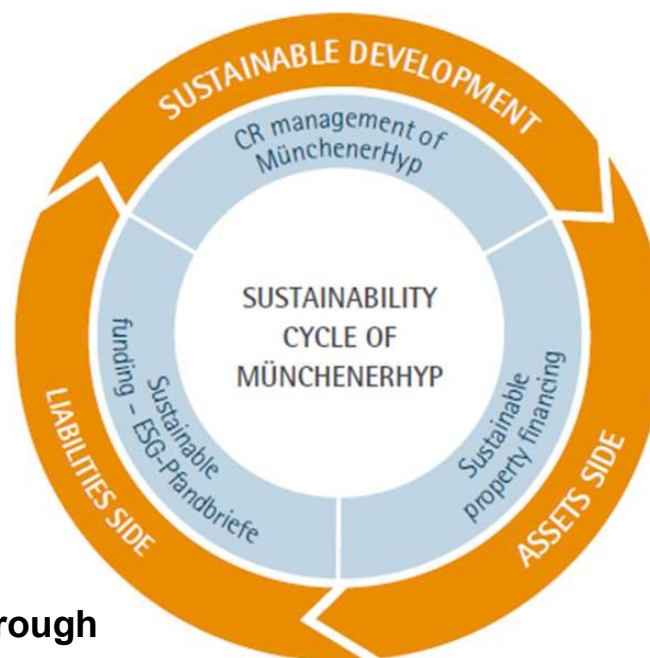 SUSTAINABLE DEVELOPMENT
CR management of
MünchenerHyp
SUSTAINABILITY
CYCLE OF
MÜNCHENERHYP
Sustainable
funding – ESG-Pfandbriefe
LIABILITIES SIDE
Sustainable
property financing
ASSETS SIDE